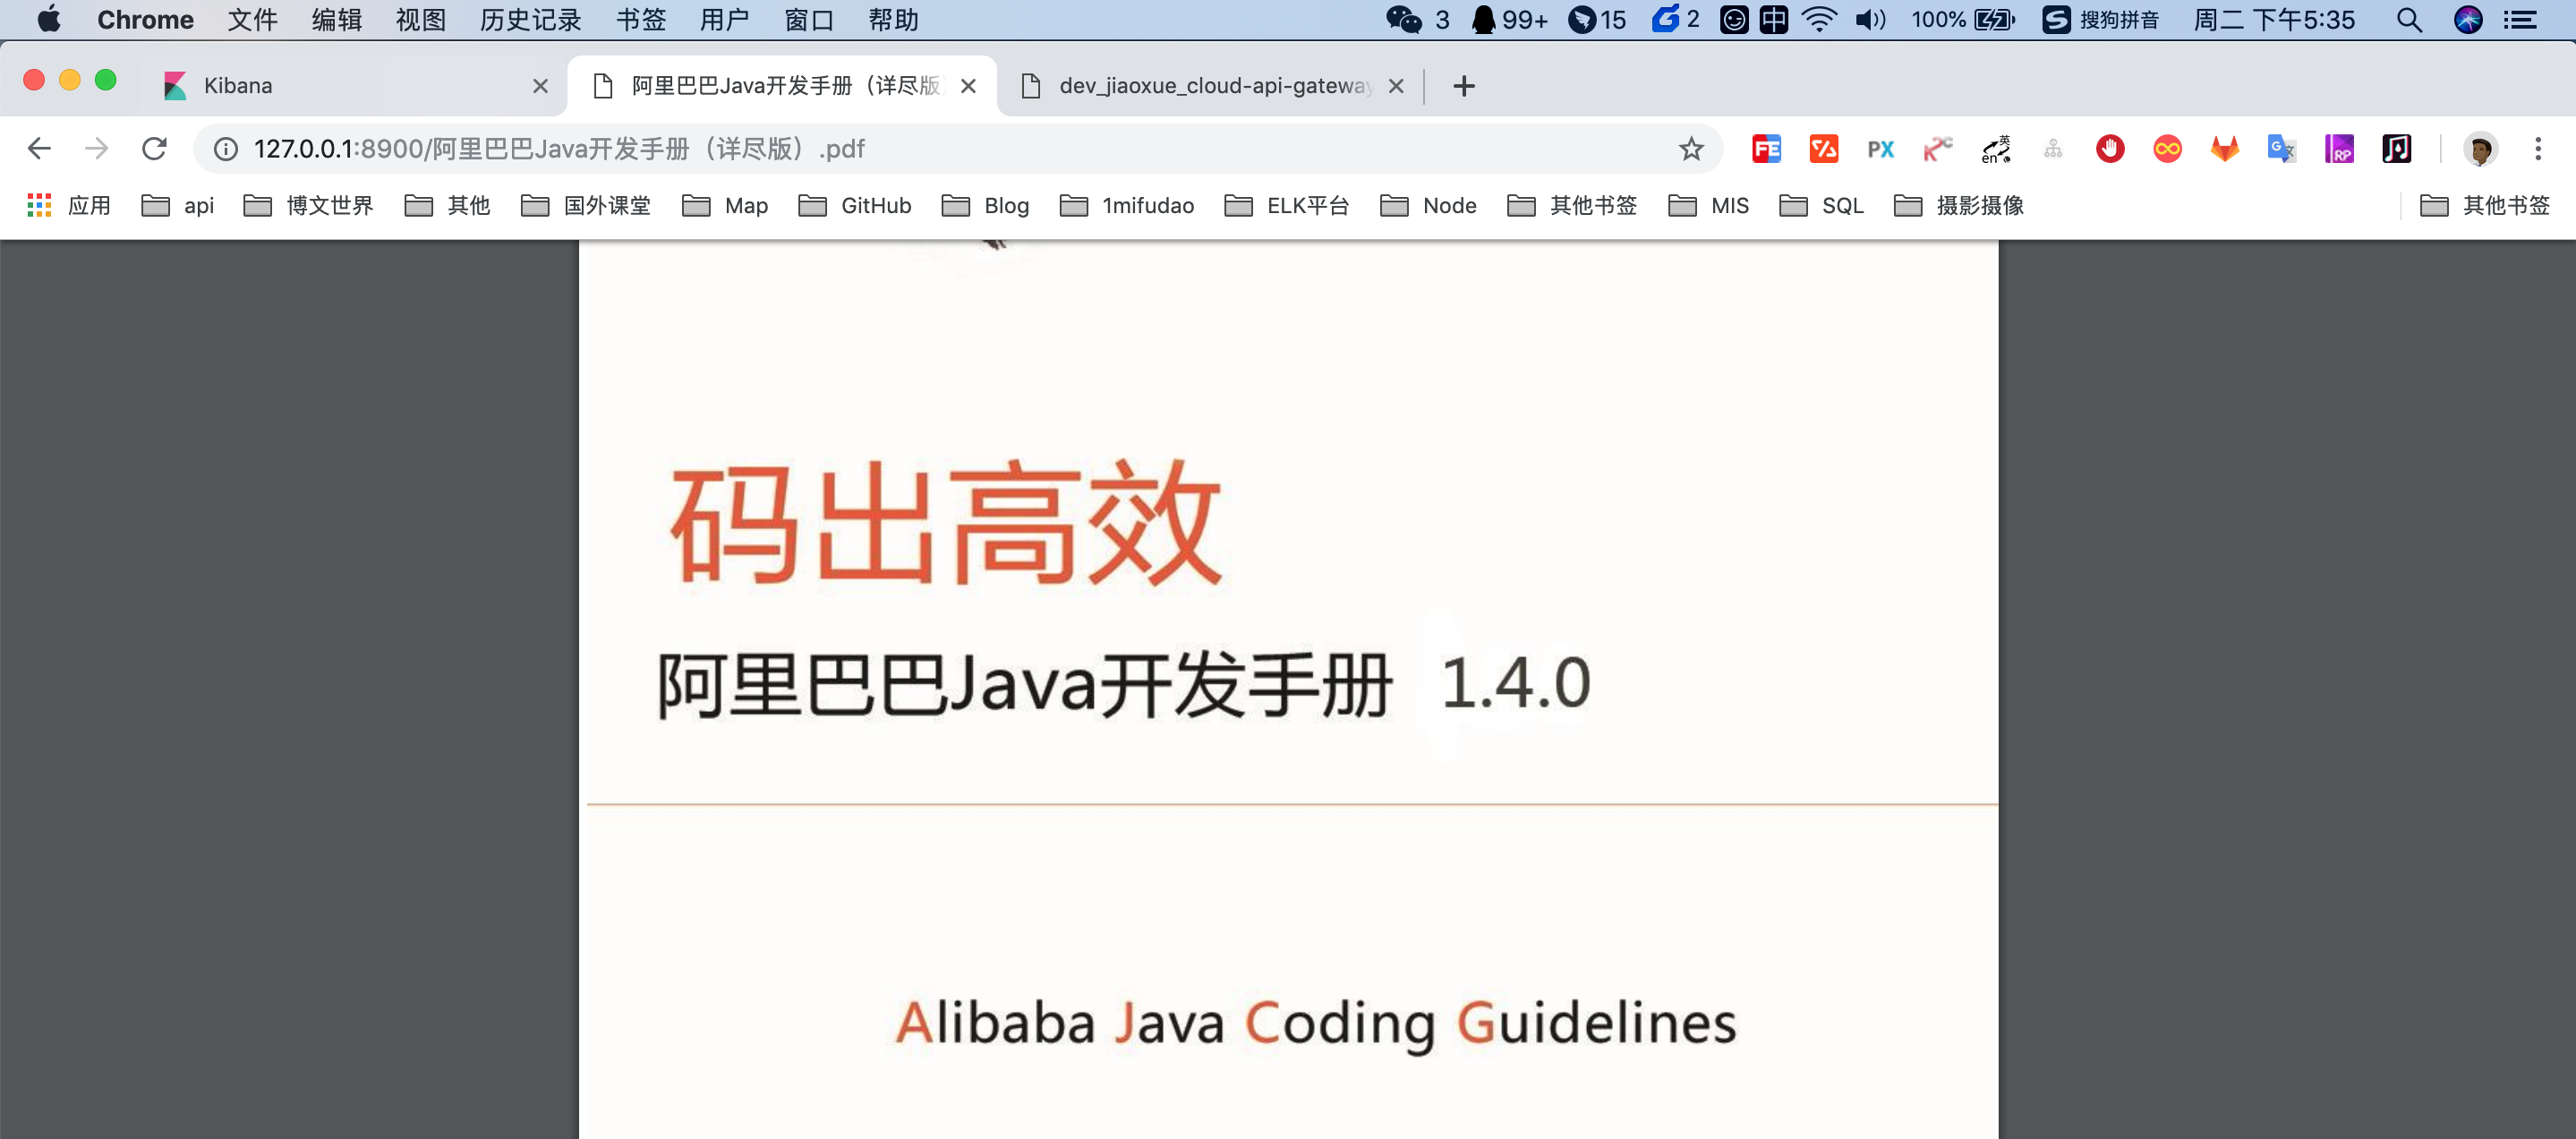 Chrome 文件 编辑 视图 历史记录 书签 用户 窗口 帮助 3 99+ 15 2 中 100% 搜狗拼音 周二 下午5:35
Kibana 阿里巴巴Java开发手册（详尽版 dev_jiaoxue_cloud-api-gateway
127.0.0.1:8900/阿里巴巴Java开发手册（详尽版）.pdf FE PX en 英 G 文 RP
应用 api 博文世界 其他 国外课堂 Map GitHub Blog 1mifudao ELK平台 Node 其他书签 MIS SQL 摄影摄像 其他书签
码出高效
阿里巴巴Java开发手册 1.4.0
Alibaba Java Coding Guidelines